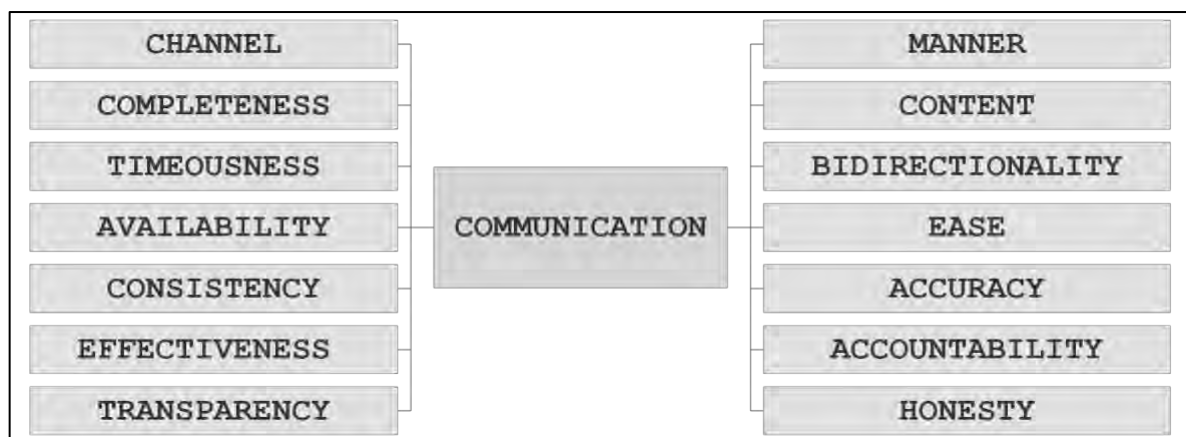 CHANNEL
COMPLETENESS
TIMEOUSNESS
AVAILABILITY
CONSISTENCY
EFFECTIVENESS
TRANSPARENCY
COMMUNICATION
MANNER
CONTENT
BIDIRECTIONALITY
EASE
ACCURACY
ACCOUNTABILITY
HONESTY